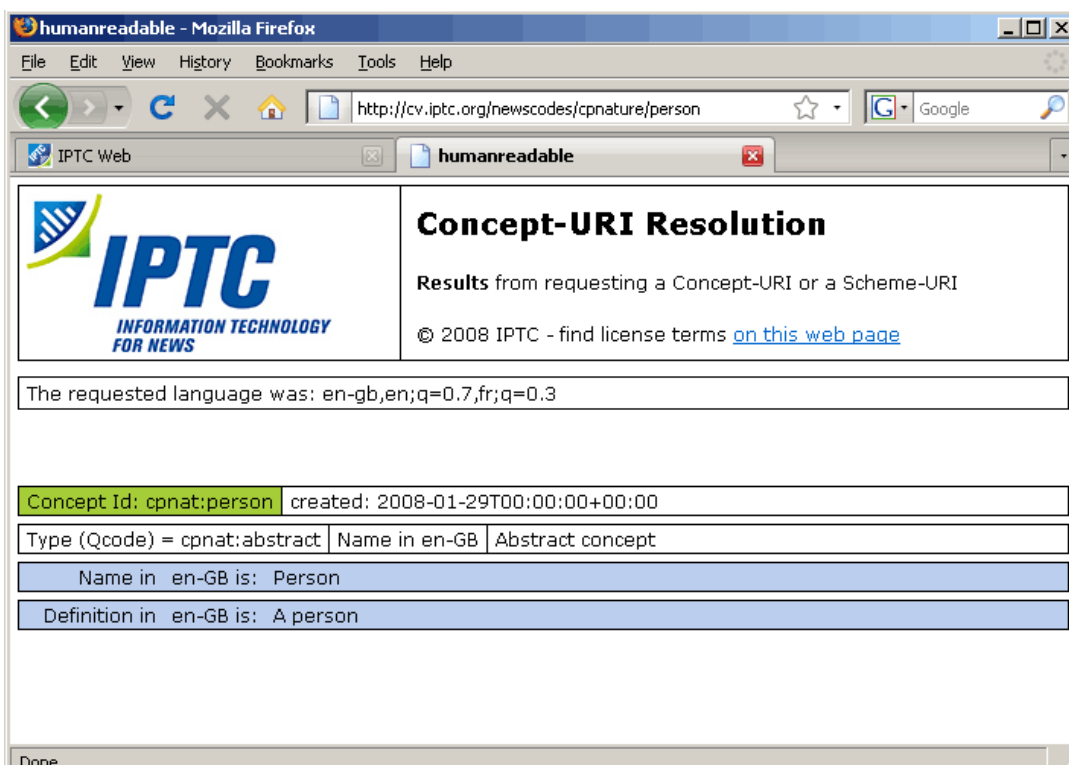 humanreadable - Mozilla Firefox
File Edit View History Bookmarks Tools Help
http://cv.iptc.org/newscodes/cpnature/person G Google
IPTC Web humanreadable
IPTC
INFORMATION TECHNOLOGY
FOR NEWS
Concept-URI Resolution
Results from requesting a Concept-URI or a Scheme-URI
© 2008 IPTC - find license terms on this web page
The requested language was: en-gb,en;q=0.7,fr;q=0.3
Concept Id: cpnat:person created: 2008-01-29T00:00:00+00:00
Type (Qcode) = cpnat:abstract Name in en-GB Abstract concept
Name in en-GB is: Person
Definition in en-GB is: A person
Done